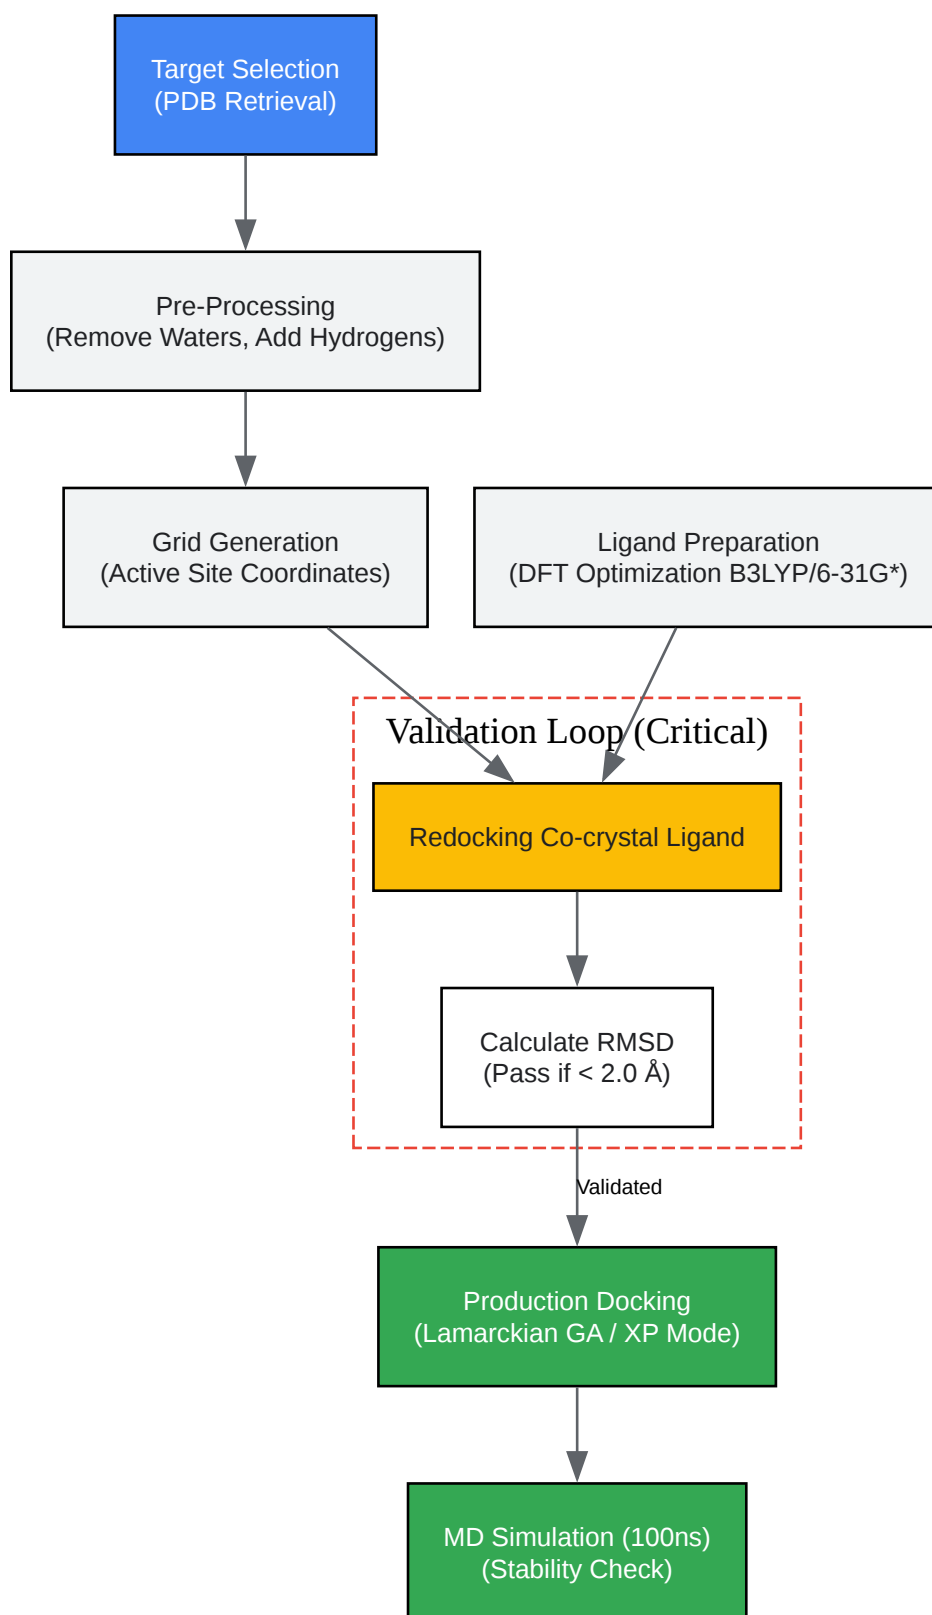 Target Selection
(PDB Retrieval)
Pre-Processing
(Remove Waters, Add Hydrogens)
Grid Generation
(Active Site Coordinates)
Ligand Preparation
(DFT Optimization B3LYP/6-31G*)
Validation Loop (Critical)
Redocking Co-crystal Ligand
Calculate RMSD
(Pass if < 2.0 Å)
Validated
Production Docking
(Lamarckian GA / XP Mode)
MD Simulation (100ns)
(Stability Check)